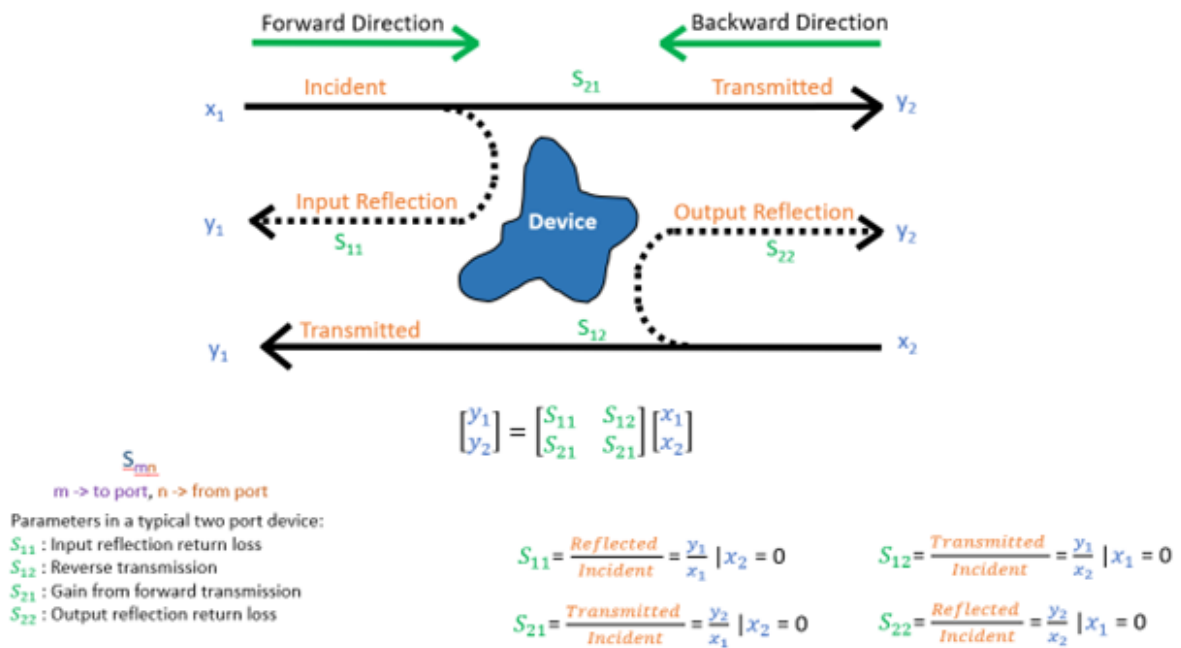 Forward Direction Backward Direction
Incident S21 Transmitted
x1 y2
Input Reflection Device Output Reflection
y1 S11 S22 y2
Transmitted S12
y1 x2
[y1 y2] = [S11 S12 S21 S21] [x1 x2]
Smn
m -> to port, n -> from port
Parameters in a typical two port device:
S11 : Input reflection return loss
S12 : Reverse transmission
S21 : Gain from forward transmission
S22 : Output reflection return loss
S11= Reflected/Incident = y1/x1 |x2 = 0
S12= Transmitted/Incident = y1/x2 |x1 = 0
S21= Transmitted/Incident = y2/x1 |x2 = 0
S22= Reflected/Incident = y2/x2 |x1 = 0